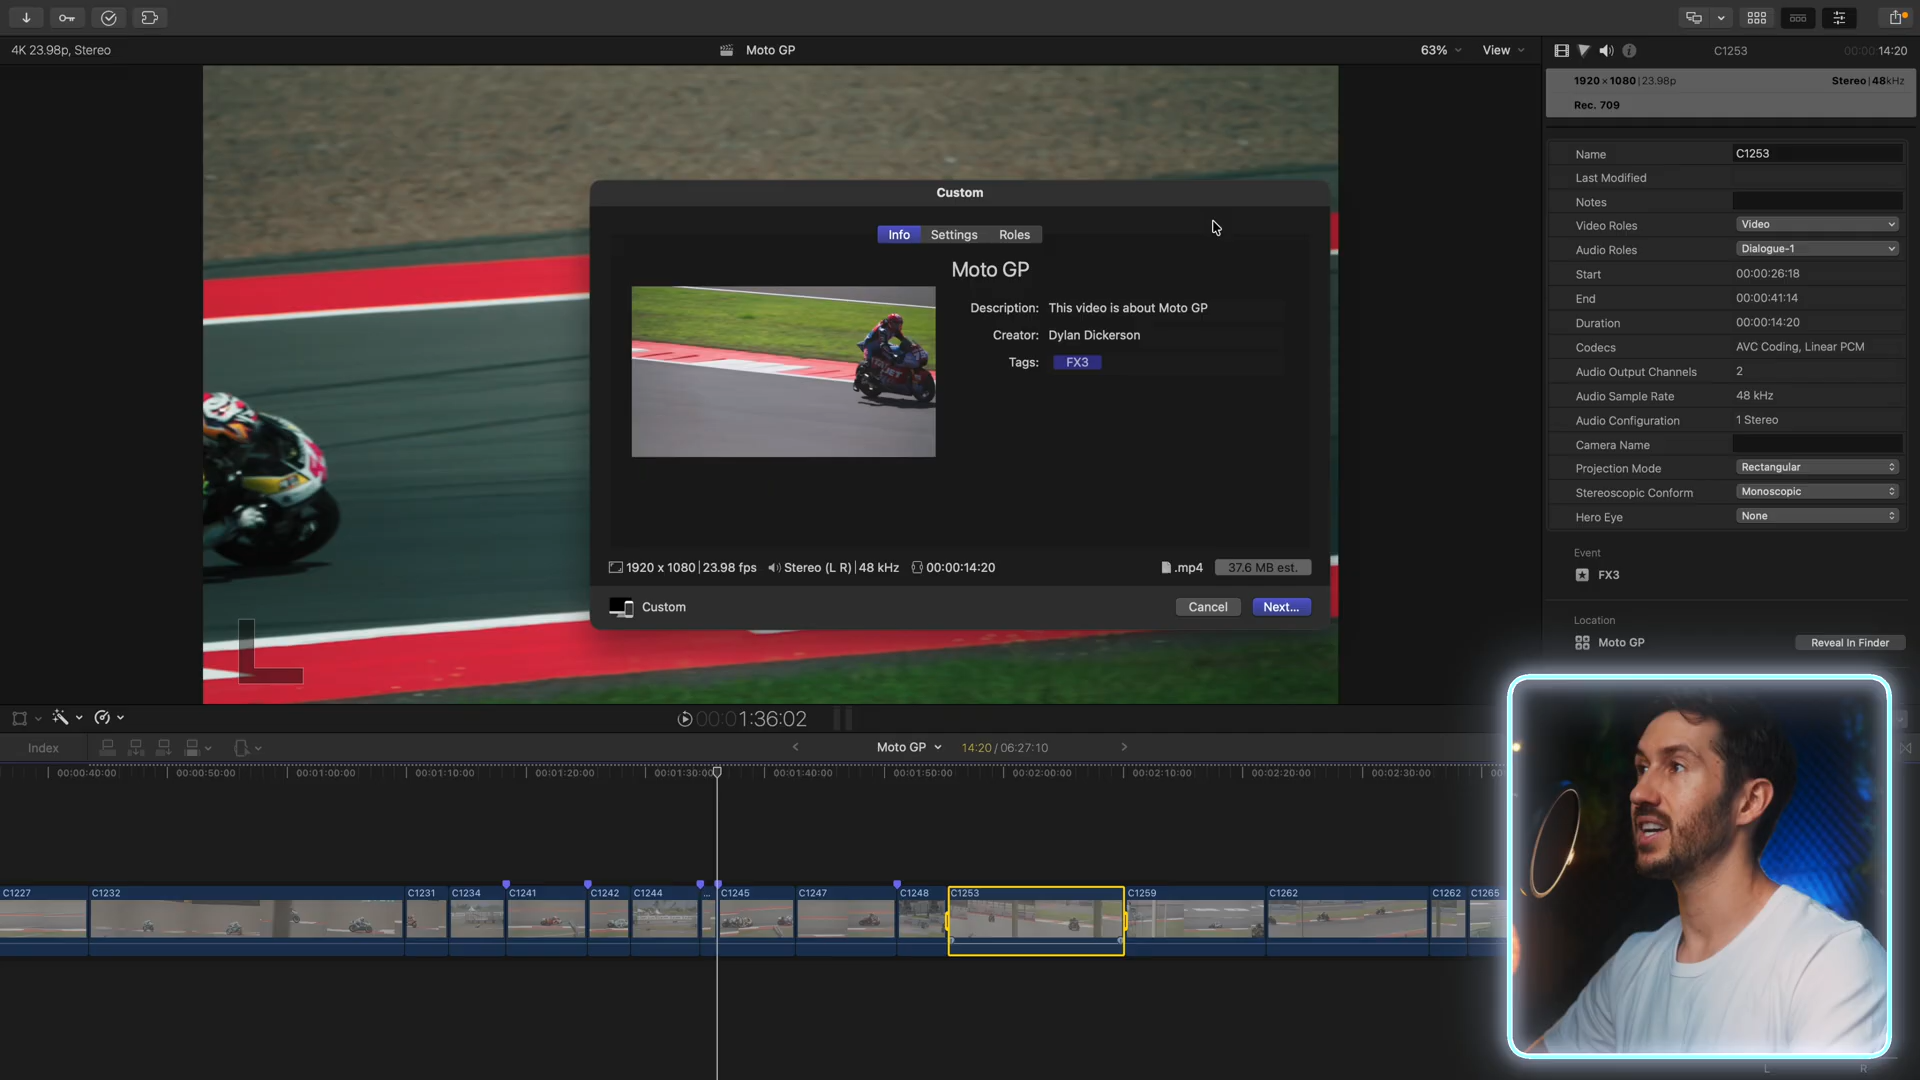 4K 23.98p, Stereo
Moto GP
63%
View
C1253
00:00:14:20
1920 × 1080 | 23.98p
Stereo | 48kHz
Rec. 709
Name
C1253
Last Modified
Notes
Video Roles
Video
Audio Roles
Dialogue-1
Start
00:00:26:18
End
00:00:41:14
Duration
00:00:14:20
Codecs
AVC Coding, Linear PCM
Audio Output Channels
2
Audio Sample Rate
48 kHz
Audio Configuration
1 Stereo
Camera Name
Projection Mode
Rectangular
Stereoscopic Conform
Monoscopic
Hero Eye
None
Event
FX3
Location
Moto GP
Reveal In Finder
Custom
Info
Settings
Roles
Moto GP
Description: This video is about Moto GP
Creator: Dylan Dickerson
Tags: FX3
1920 x 1080 | 23.98 fps
Stereo (L R) | 48 kHz
00:00:14:20
.mp4
37.6 MB est.
Custom
Cancel
Next...
00:00:1:36:02
Index
Moto GP
14:20 / 06:27:10
00:00:40:00
00:00:50:00
00:01:00:00
00:01:10:00
00:01:20:00
00:01:30:00
00:01:40:00
00:01:50:00
00:02:00:00
00:02:10:00
00:02:20:00
00:02:30:00
C1227
C1232
C1231
C1234
C1241
C1242
C1244
...
C1245
C1247
C1248
C1253
C1259
C1262
C1262
C1265
L
R